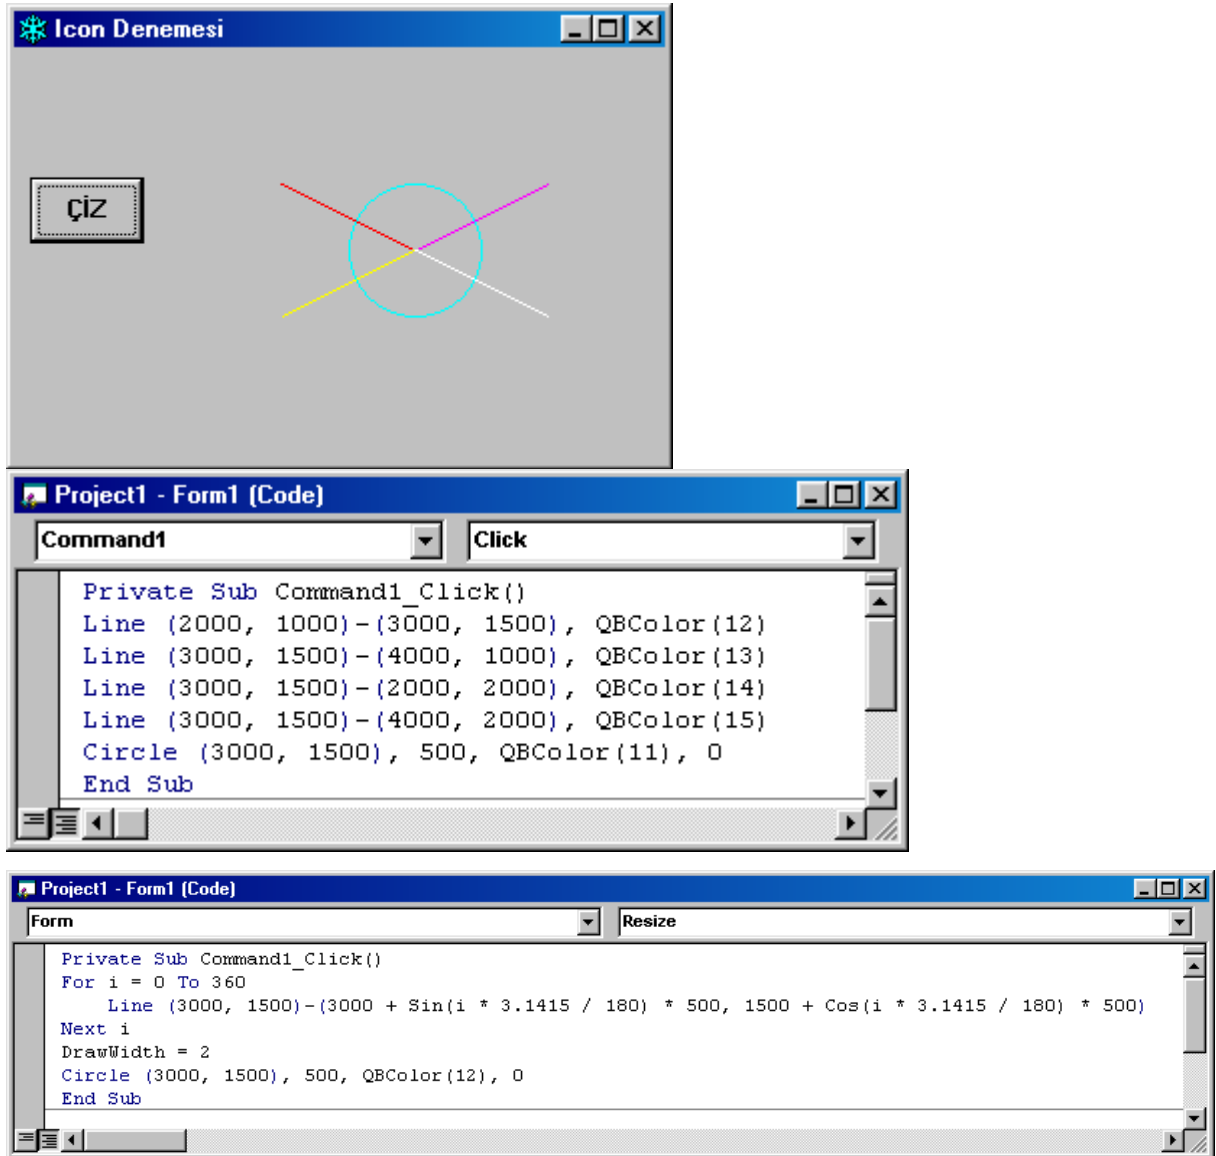 Icon Denemesi
ÇİZ
Project1 - Form1 (Code)
Command1 Click
Private Sub Command1_Click()
Line (2000, 1000)-(3000, 1500), QBColor(12)
Line (3000, 1500)-(4000, 1000), QBColor(13)
Line (3000, 1500)-(2000, 2000), QBColor(14)
Line (3000, 1500)-(4000, 2000), QBColor(15)
Circle (3000, 1500), 500, QBColor(11), 0
End Sub
Project1 - Form1 (Code)
Form Resize
Private Sub Command1_Click()
For i = 0 To 360
Line (3000, 1500)-(3000 + Sin(i * 3.1415 / 180) * 500, 1500 + Cos(i * 3.1415 / 180) * 500)
Next i
DrawWidth = 2
Circle (3000, 1500), 500, QBColor(12), 0
End Sub